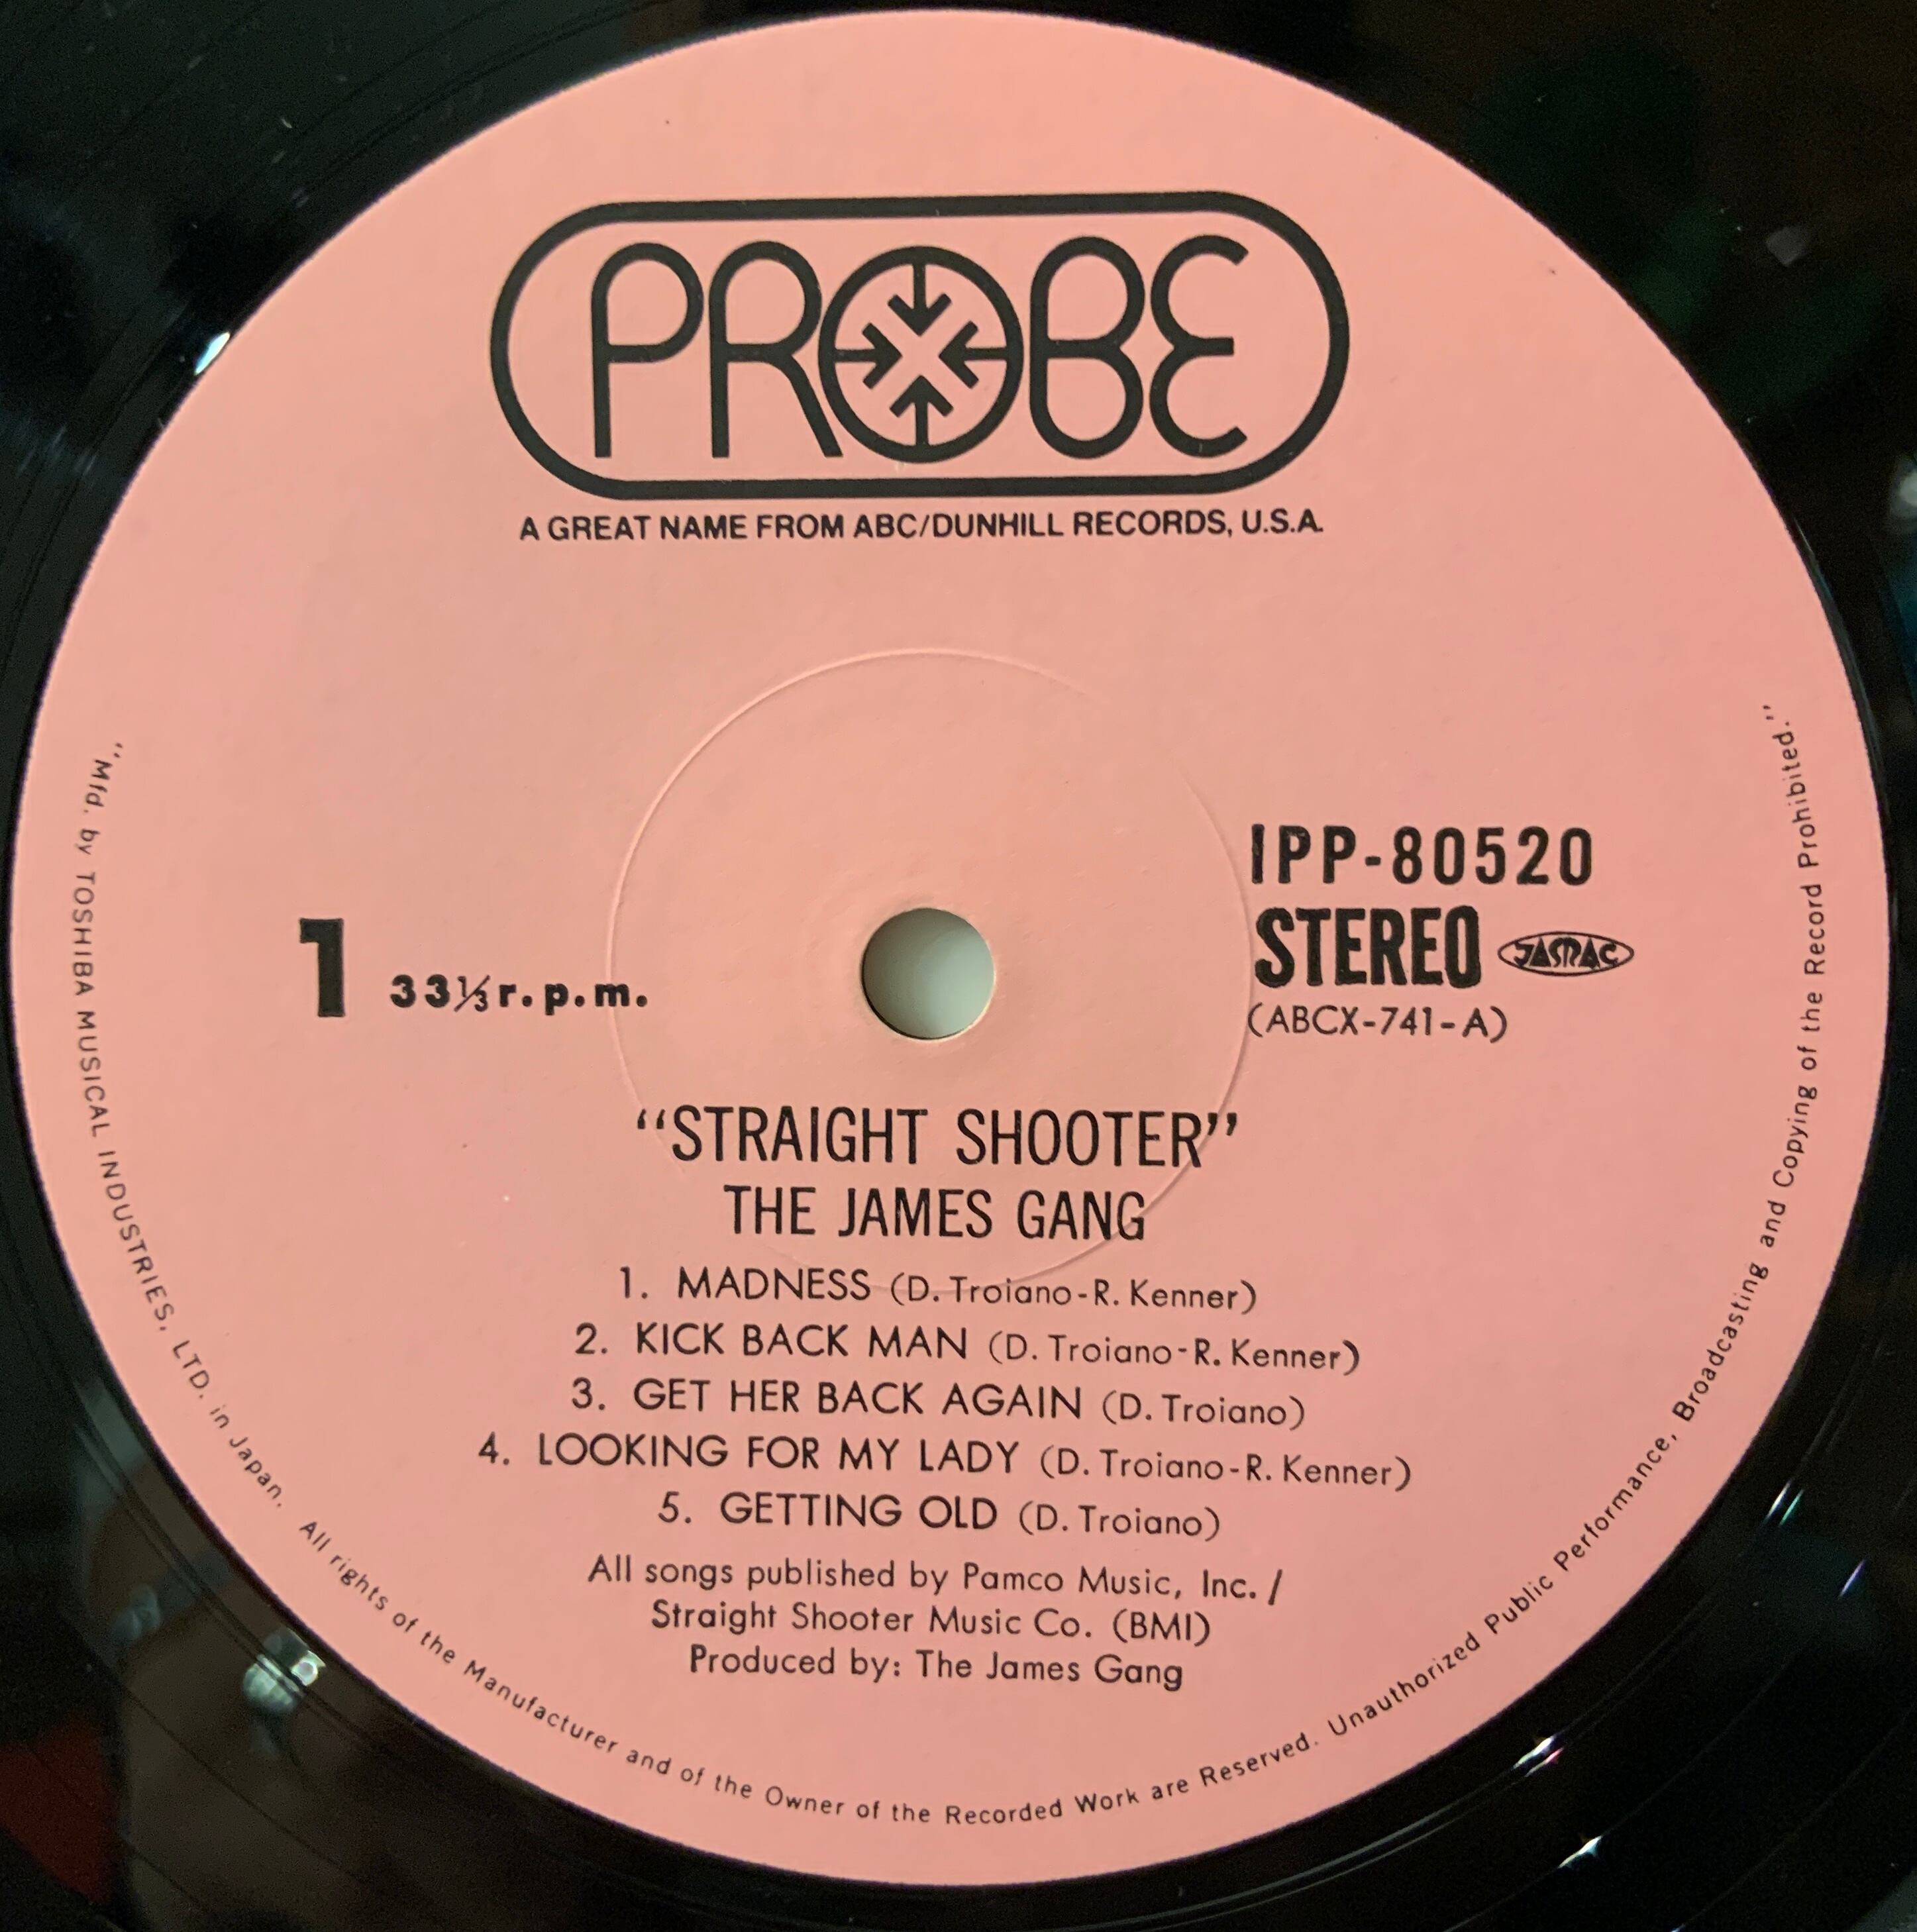 PROBE
A GREAT NAME FROM ABC/DUNHILL RECORDS, U.S.A.
IPP-80520
1 33⅓ r.p.m.
STEREO JASRAC
(ABCX-741-A)
“STRAIGHT SHOOTER”
THE JAMES GANG
1. MADNESS (D. Troiano-R. Kenner)
2. KICK BACK MAN (D. Troiano-R. Kenner)
3. GET HER BACK AGAIN (D. Troiano)
4. LOOKING FOR MY LADY (D. Troiano-R. Kenner)
5. GETTING OLD (D. Troiano)
All songs published by Pamco Music, Inc. /
Straight Shooter Music Co. (BMI)
Produced by: The James Gang
"Mfd. by TOSHIBA MUSICAL INDUSTRIES, LTD. in Japan. All rights of the Manufacturer and of the Owner of the Recorded Work are Reserved. Unauthorized Public Performance, Broadcasting and Copying of the Record Prohibited."